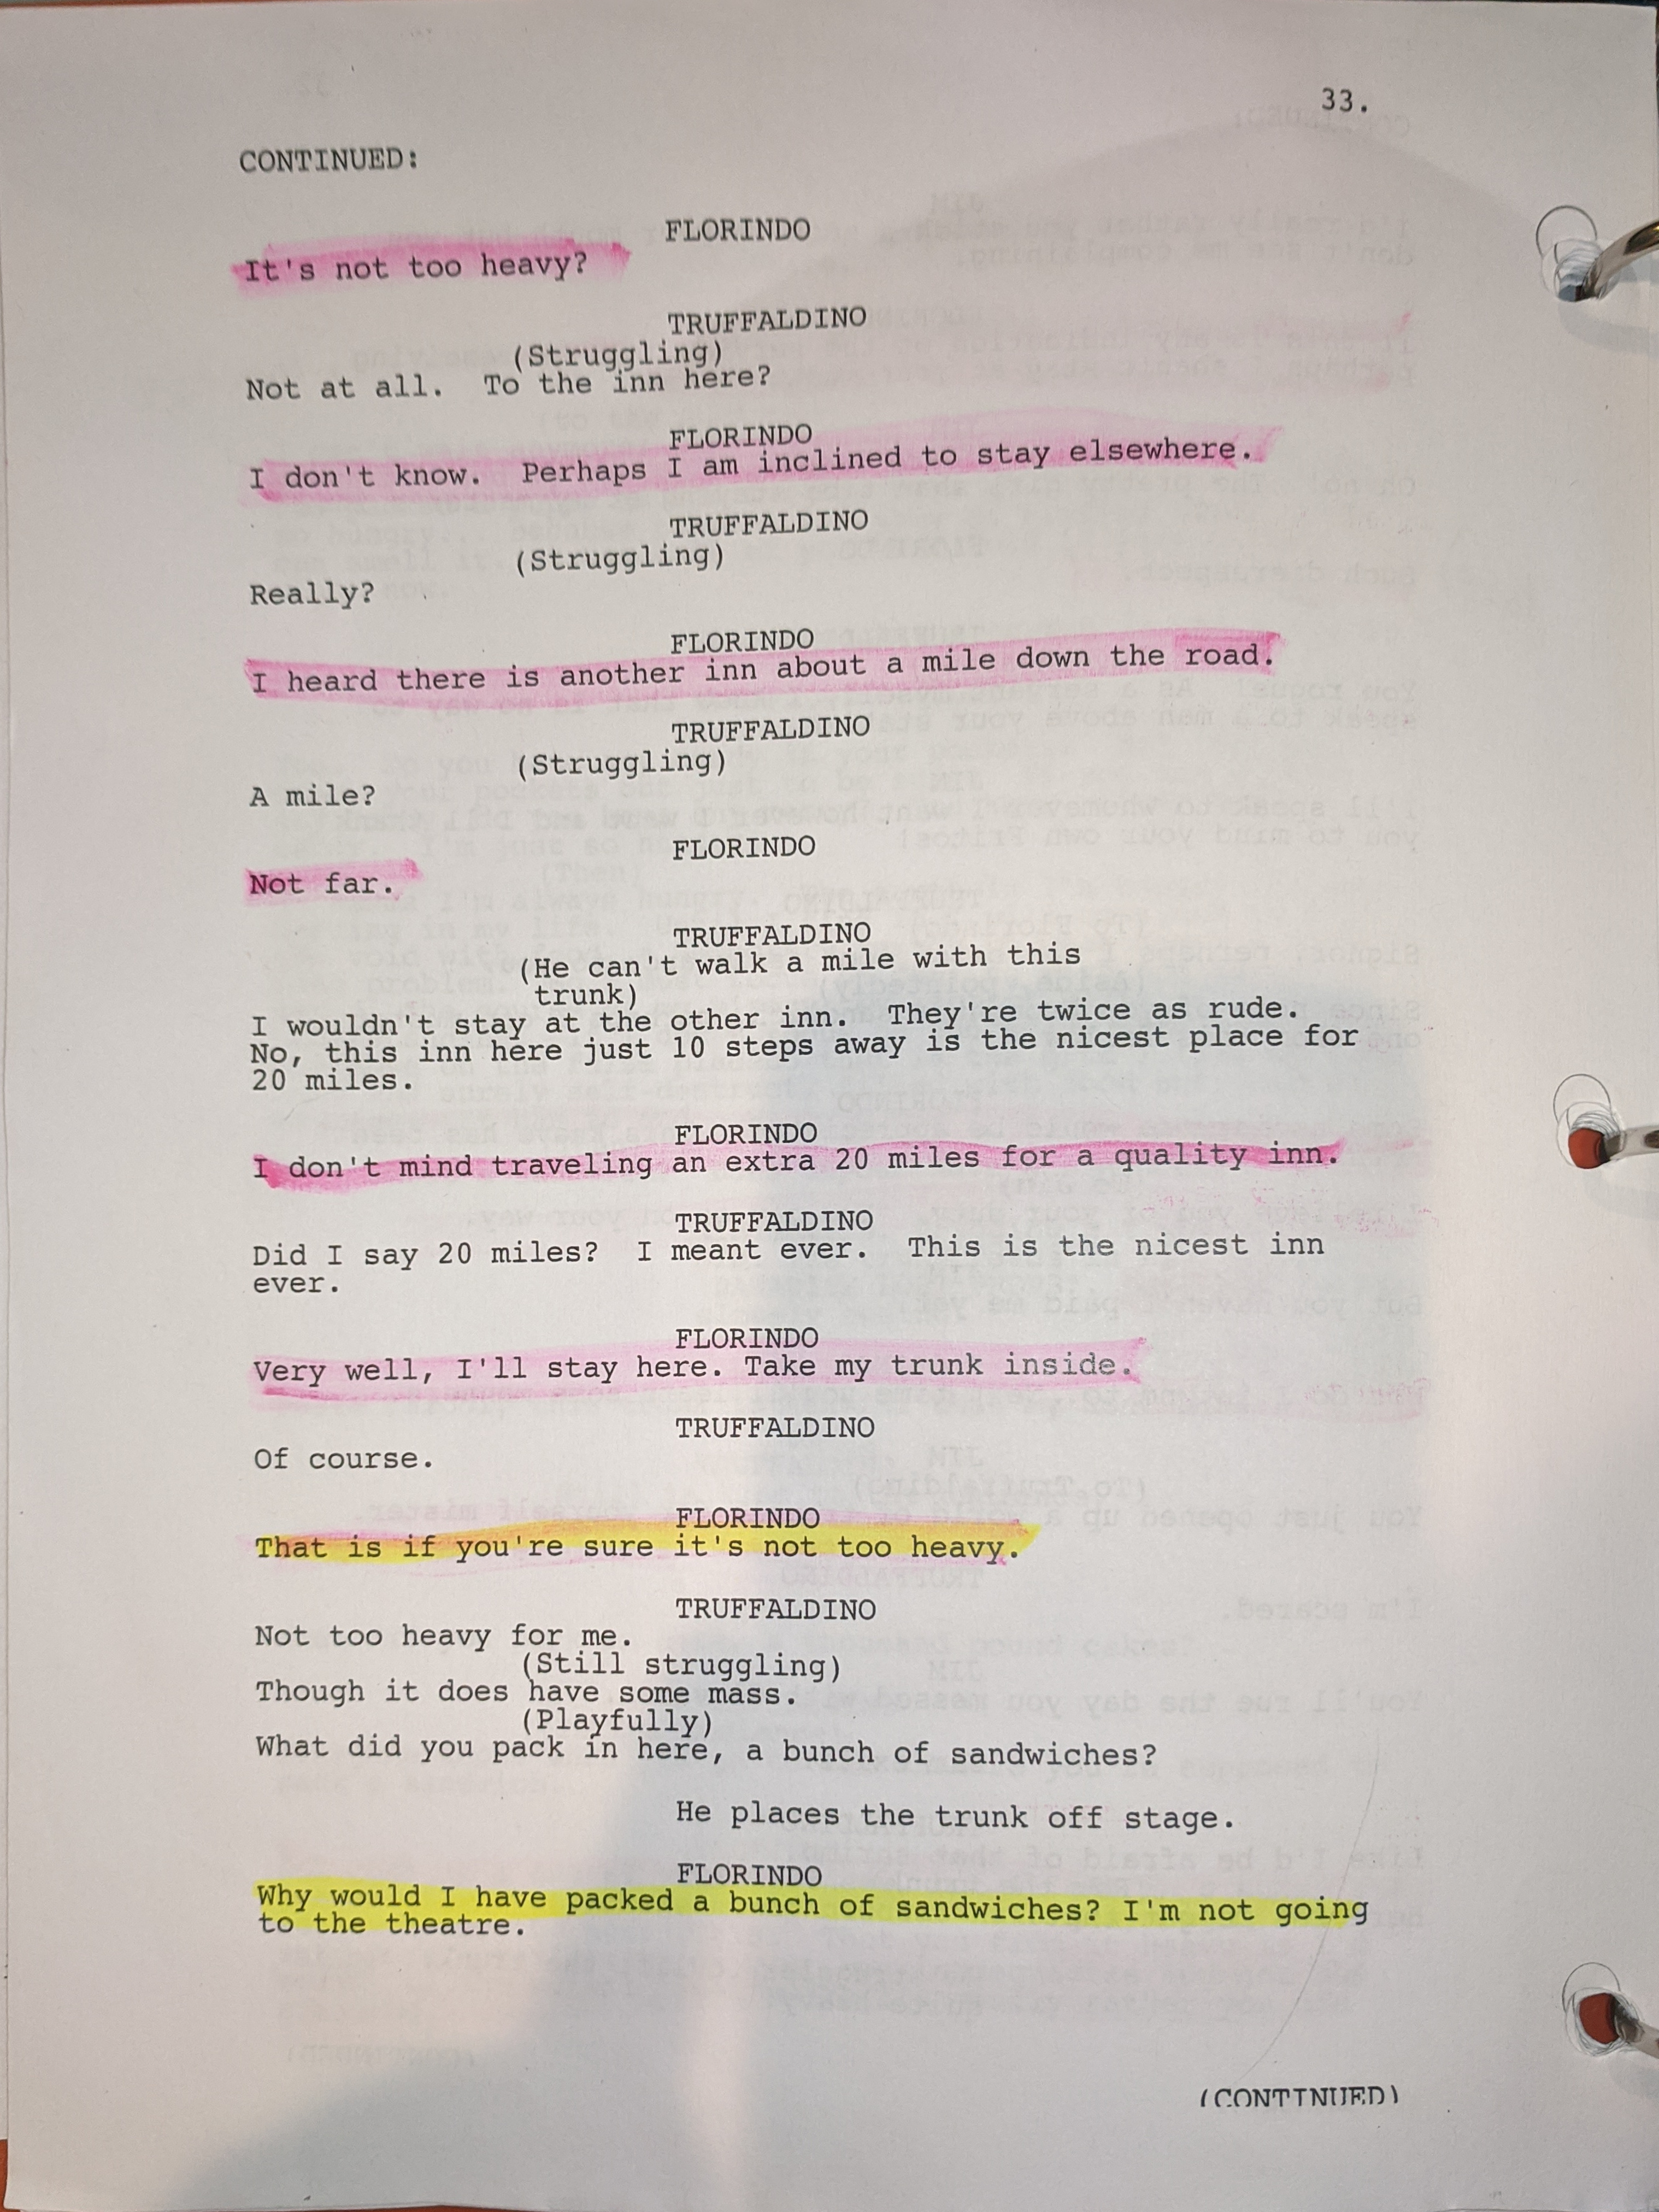 33.
CONTINUED:
FLORINDO
It's not too heavy?
TRUFFALDINO
(Struggling)
Not at all.  To the inn here?
FLORINDO
I don't know.  Perhaps I am inclined to stay elsewhere.
TRUFFALDINO
(Struggling)
Really?
FLORINDO
I heard there is another inn about a mile down the road.
TRUFFALDINO
(Struggling)
A mile?
FLORINDO
Not far.
TRUFFALDINO
(He can't walk a mile with this
trunk)
I wouldn't stay at the other inn.  They're twice as rude.
No, this inn here just 10 steps away is the nicest place for
20 miles.
FLORINDO
I don't mind traveling an extra 20 miles for a quality inn.
TRUFFALDINO
Did I say 20 miles?  I meant ever.  This is the nicest inn
ever.
FLORINDO
Very well, I'll stay here. Take my trunk inside.
TRUFFALDINO
Of course.
FLORINDO
That is if you're sure it's not too heavy.
TRUFFALDINO
Not too heavy for me.
(Still struggling)
Though it does have some mass.
(Playfully)
What did you pack in here, a bunch of sandwiches?
He places the trunk off stage.
FLORINDO
Why would I have packed a bunch of sandwiches? I'm not going
to the theatre.
(CONTINUED)